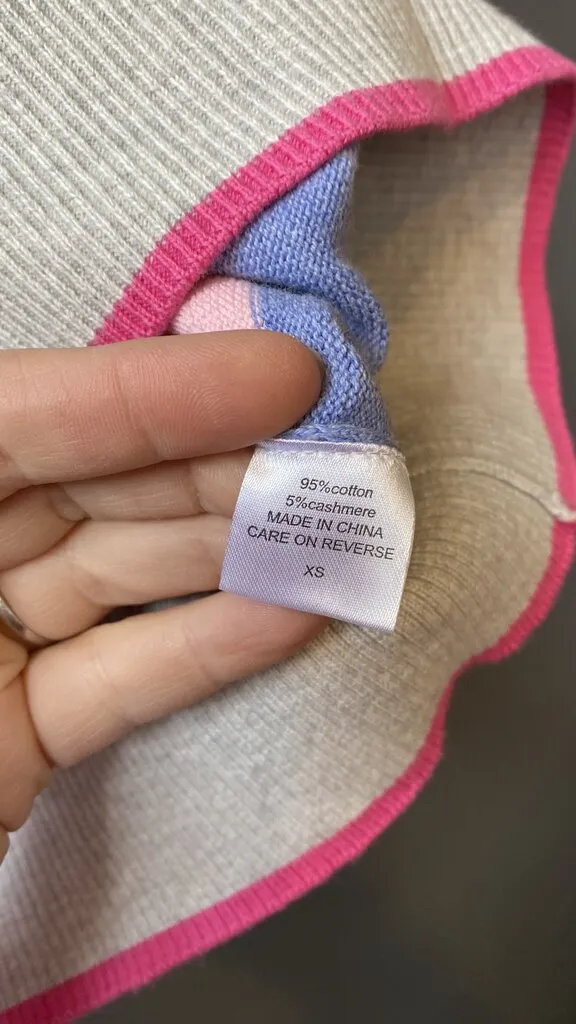 95%cotton
5%cashmere
MADE IN CHINA
CARE ON REVERSE
XS